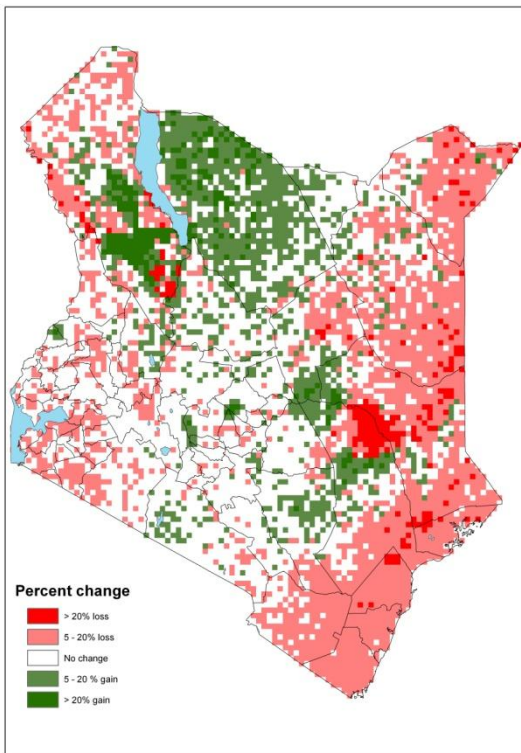 Percent change
> 20% loss
5 - 20% loss
No change
5 - 20 % gain
> 20% gain